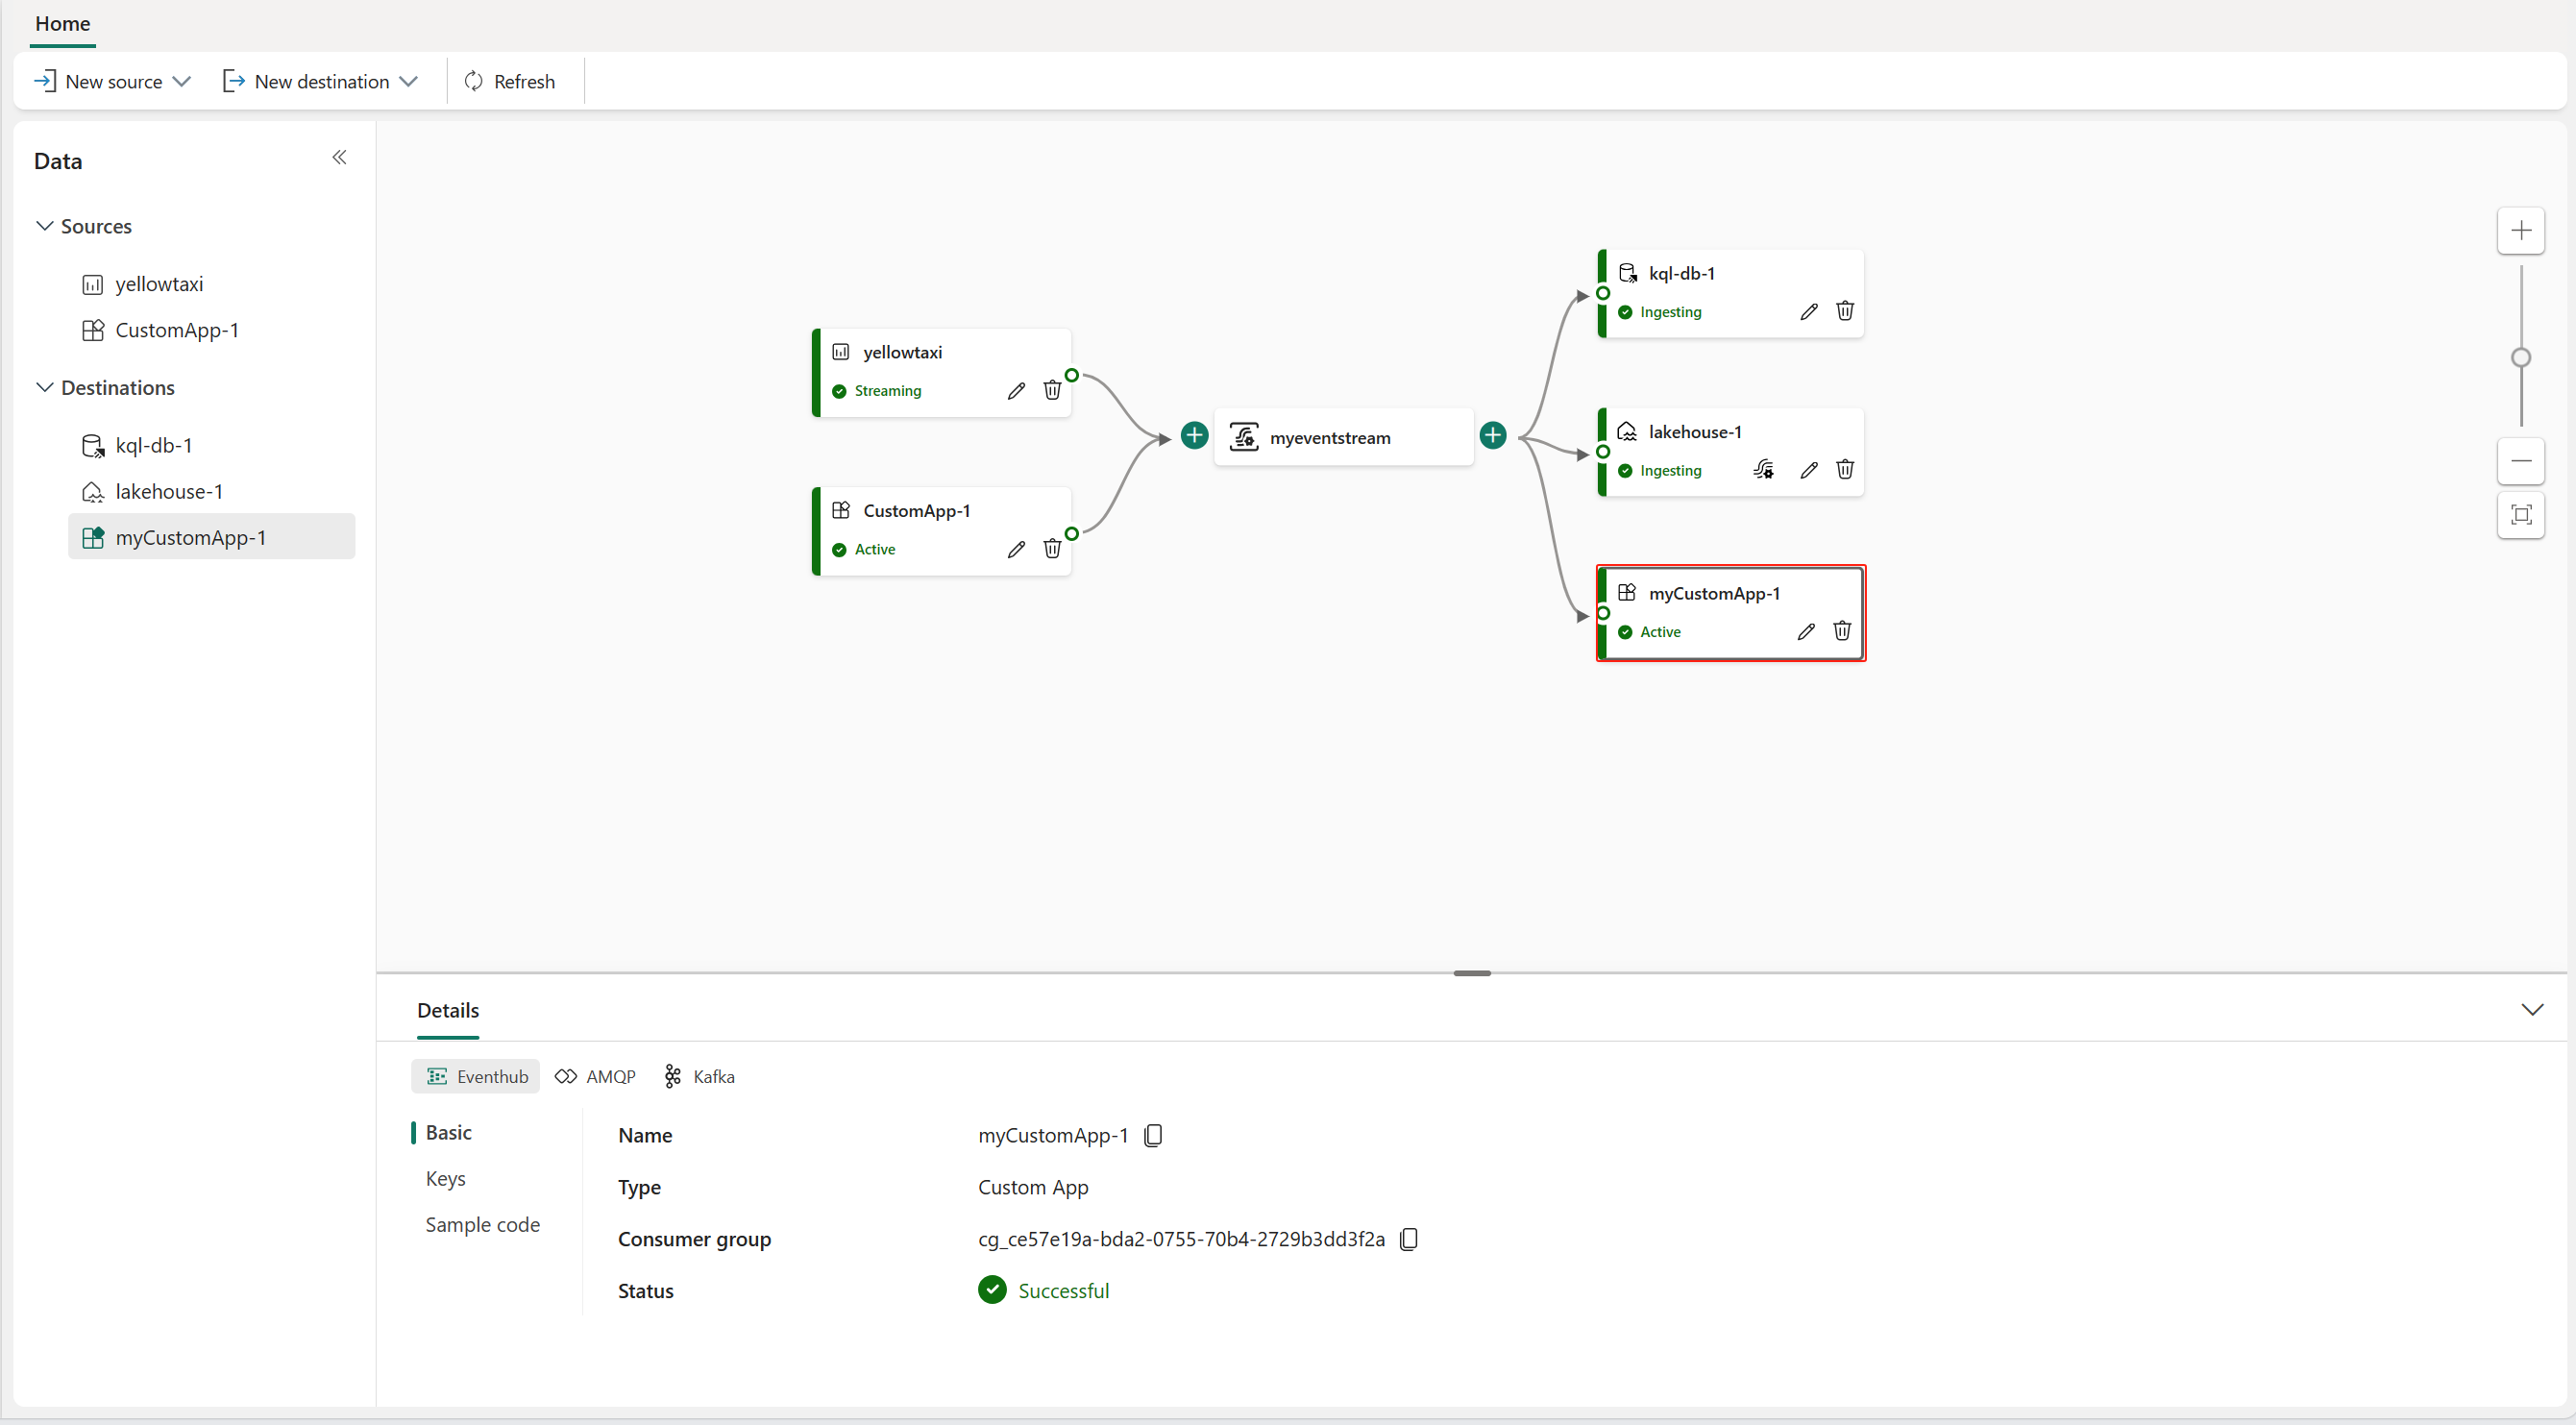 Home
New source
New destination
Refresh
Data
Sources
yellowtaxi
CustomApp-1
Destinations
kql-db-1
lakehouse-1
myCustomApp-1
yellowtaxi
Streaming
CustomApp-1
Active
myeventstream
kql-db-1
Ingesting
lakehouse-1
Ingesting
myCustomApp-1
Active
Details
Eventhub AMQP Kafka
Basic
Keys
Sample code
Name myCustomApp-1
Type Custom App
Consumer group cg_ce57e19a-bda2-0755-70b4-2729b3dd3f2a
Status Successful